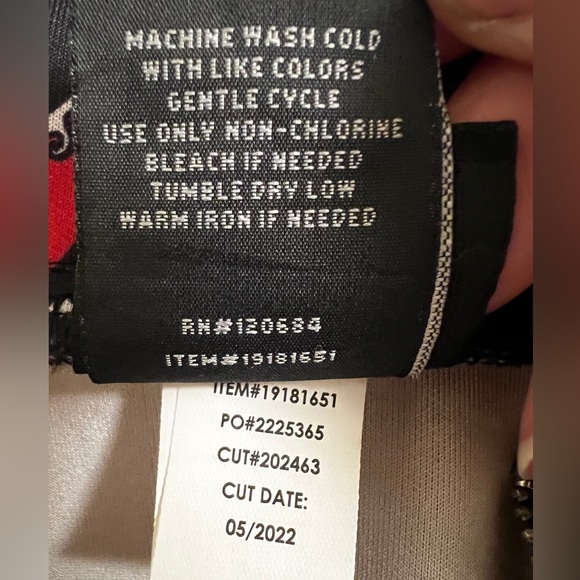 MACHINE WASH COLD
WITH LIKE COLORS
GENTLE CYCLE
USE ONLY NON-CHLORINE
BLEACH IF NEEDED
TUMBLE DRY LOW
WARM IRON IF NEEDED
RN#120684
ITEM#19181651
ITEM#19181651
PO#2225365
CUT#202463
CUT DATE:
05/2022